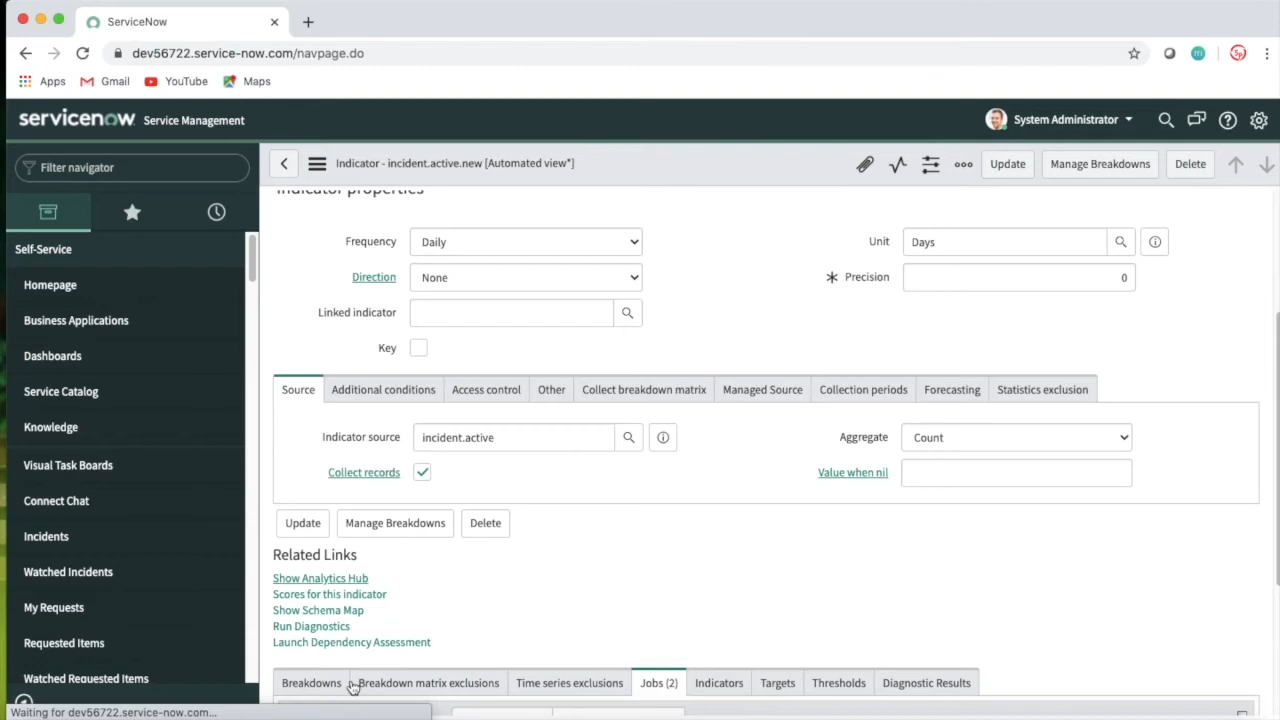 ServiceNow
dev56722.service-now.com/navpage.do
Apps Gmail YouTube Maps
servicenow Service Management
System Administrator
Filter navigator
Indicator - incident.active.new [Automated view*]
Update Manage Breakdowns Delete
Self-Service
Homepage
Business Applications
Dashboards
Service Catalog
Knowledge
Visual Task Boards
Connect Chat
Incidents
Watched Incidents
My Requests
Requested Items
Watched Requested Items
Indicator properties
Frequency Daily Unit Days
Direction None Precision 0
Linked indicator
Key
Source Additional conditions Access control Other Collect breakdown matrix Managed Source Collection periods Forecasting Statistics exclusion
Indicator source incident.active Aggregate Count
Collect records Value when nil
Update Manage Breakdowns Delete
Related Links
Show Analytics Hub
Scores for this indicator
Show Schema Map
Run Diagnostics
Launch Dependency Assessment
Breakdowns Breakdown matrix exclusions Time series exclusions Jobs (2) Indicators Targets Thresholds Diagnostic Results
Waiting for dev56722.service-now.com...